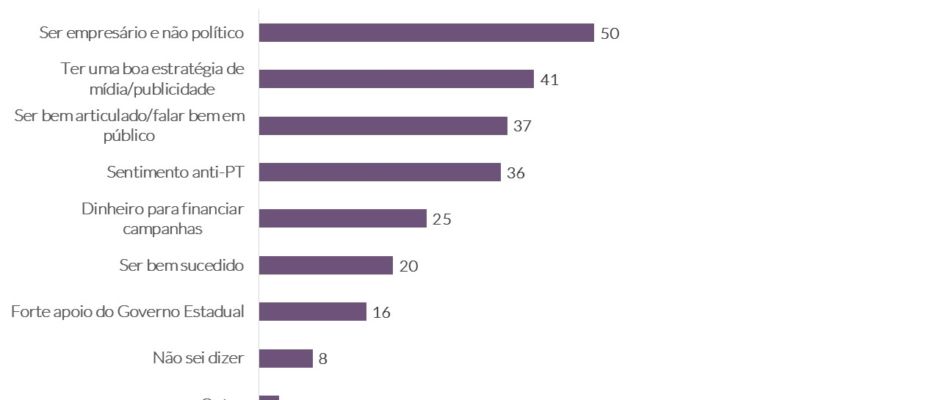 Ser empresário e não político 50
Ter uma boa estratégia de
mídia/publicidade 41
Ser bem articulado/falar bem em
público 37
Sentimento anti-PT 36
Dinheiro para financiar
campanhas 25
Ser bem sucedido 20
Forte apoio do Governo Estadual 16
Não sei dizer 8